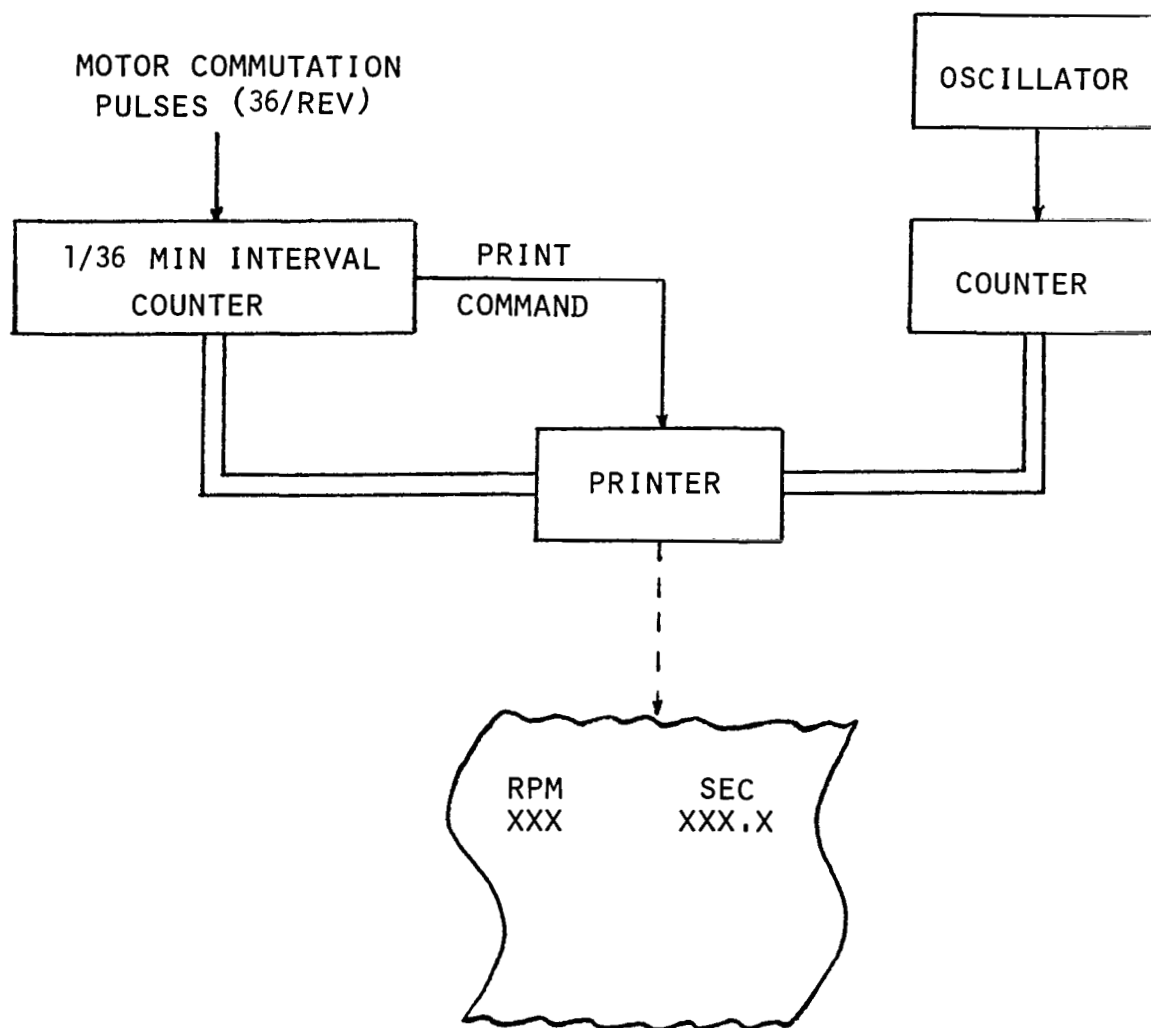 MOTOR COMMUTATION
PULSES (36/REV)
OSCILLATOR
1/36 MIN INTERVAL
COUNTER
PRINT
COMMAND
COUNTER
PRINTER
RPM SEC
XXX XXX.X